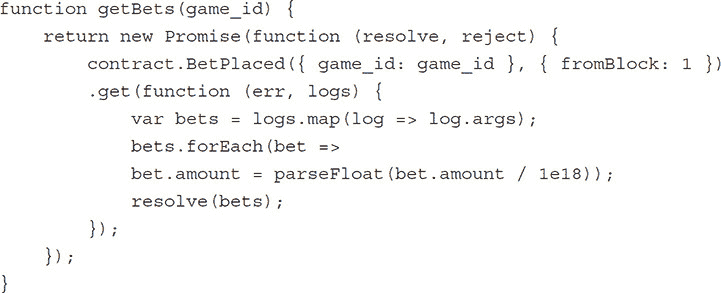 function getBets(game_id) {
    return new Promise(function (resolve, reject) {
        contract.BetPlaced({ game_id: game_id }, { fromBlock: 1 })
        .get(function (err, logs) {
            var bets = logs.map(log => log.args);
            bets.forEach(bet =>
            bet.amount = parseFloat(bet.amount / 1e18));
            resolve(bets);
        });
    });
}